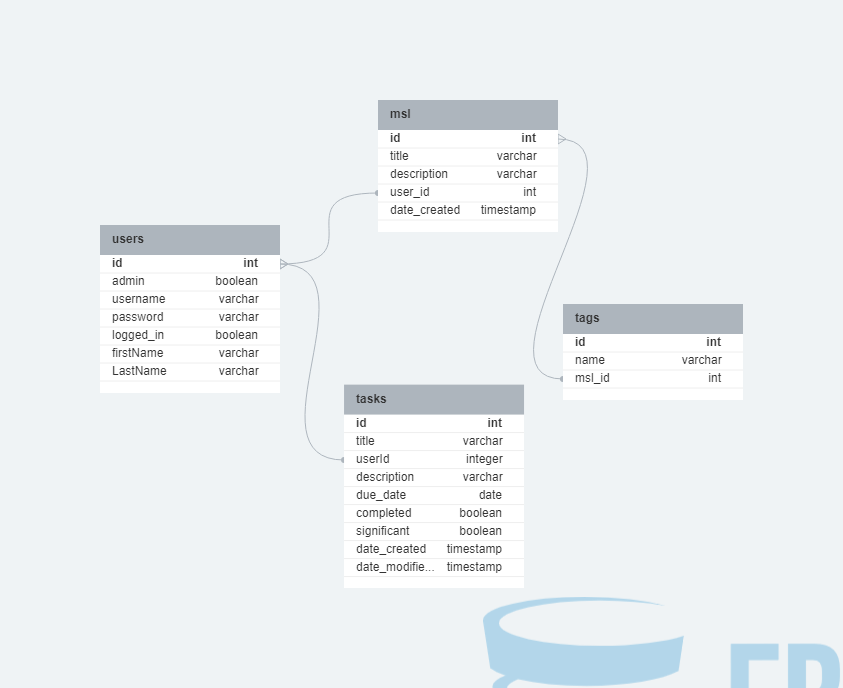 msl
id int
title varchar
description varchar
user_id int
date_created timestamp
users
id int
admin boolean
username varchar
password varchar
logged_in boolean
firstName varchar
LastName varchar
tags
id int
name varchar
msl_id int
tasks
id int
title varchar
userId integer
description varchar
due_date date
completed boolean
significant boolean
date_created timestamp
date_modifie... timestamp